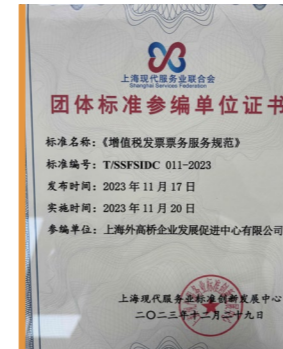 上海现代服务业联合会
Shanghai Services Federation
团体标准参编单位证书
标准名称：《增值税发票票务服务规范》
标准编号：T/SSFSIDC 011-2023
发布时间：2023 年 11 月 17 日
实施时间：2023 年 11 月 20 日
参编单位：上海外高桥企业发展促进中心有限公司
上海现代服务业标准创新发展中心
二〇二三年十二月二十九日